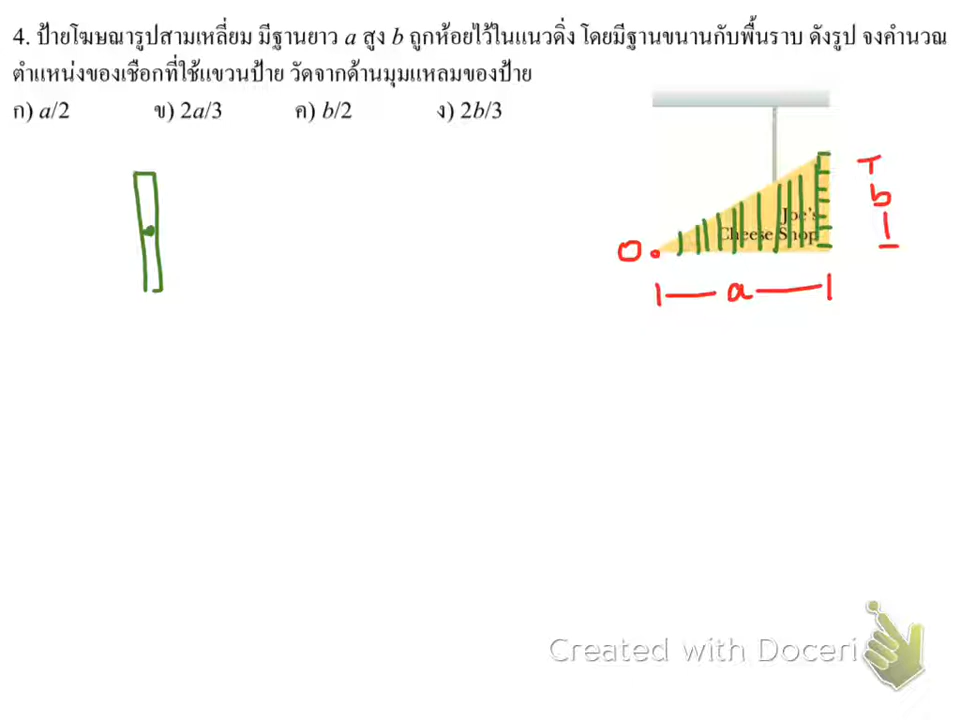 4. ป้ายโฆษณารูปสามเหลี่ยม มีฐานยาว a สูง b ถูกห้อยไว้ในแนวดิ่ง โดยมีฐานขนานกับพื้นราบ ดังรูป จงคำนวณ
ตำแหน่งของเชือกที่ใช้แขวนป้าย วัดจากด้านมุมแหลมของป้าย
ก) a/2 ข) 2a/3 ค) b/2 ง) 2b/3
b
Joe's
Cheese Shop
O
a
Created with Doceri